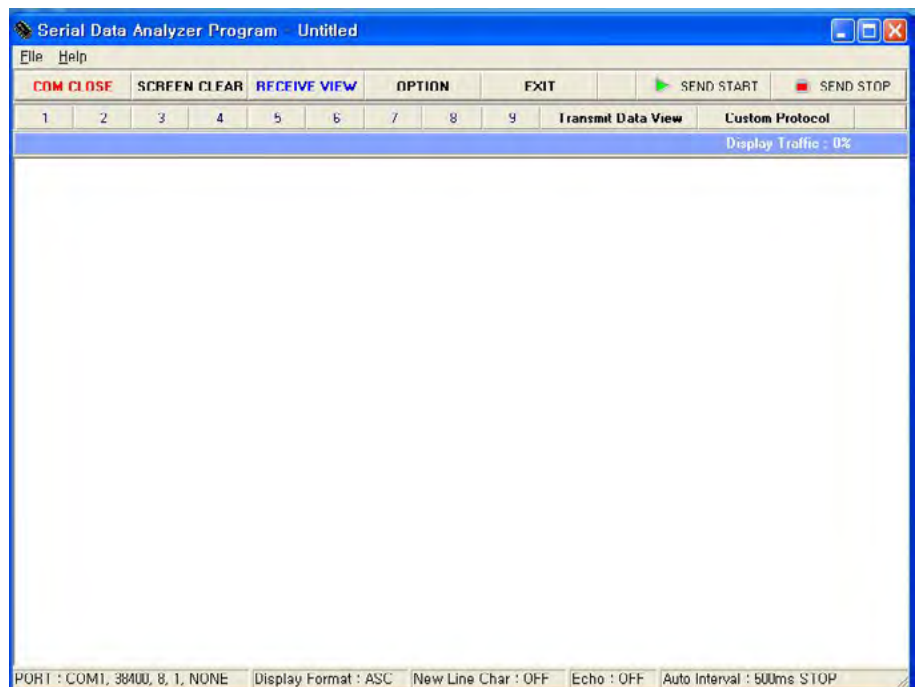 Serial Data Analyzer Program - Untitled
File Help
COM CLOSE SCREEN CLEAR RECEIVE VIEW OPTION EXIT SEND START SEND STOP
1 2 3 4 5 6 7 8 9 Transmit Data View Custom Protocol
Display Traffic : 0%
PORT : COM1, 38400, 8, 1, NONE Display Format : ASC New Line Char : OFF Echo : OFF Auto Interval : 500ms STOP